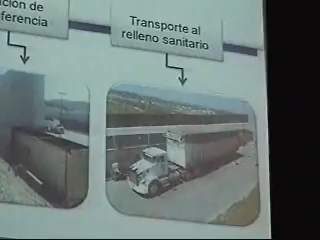 ción de
ferencia
Transporte al
relleno sanitario